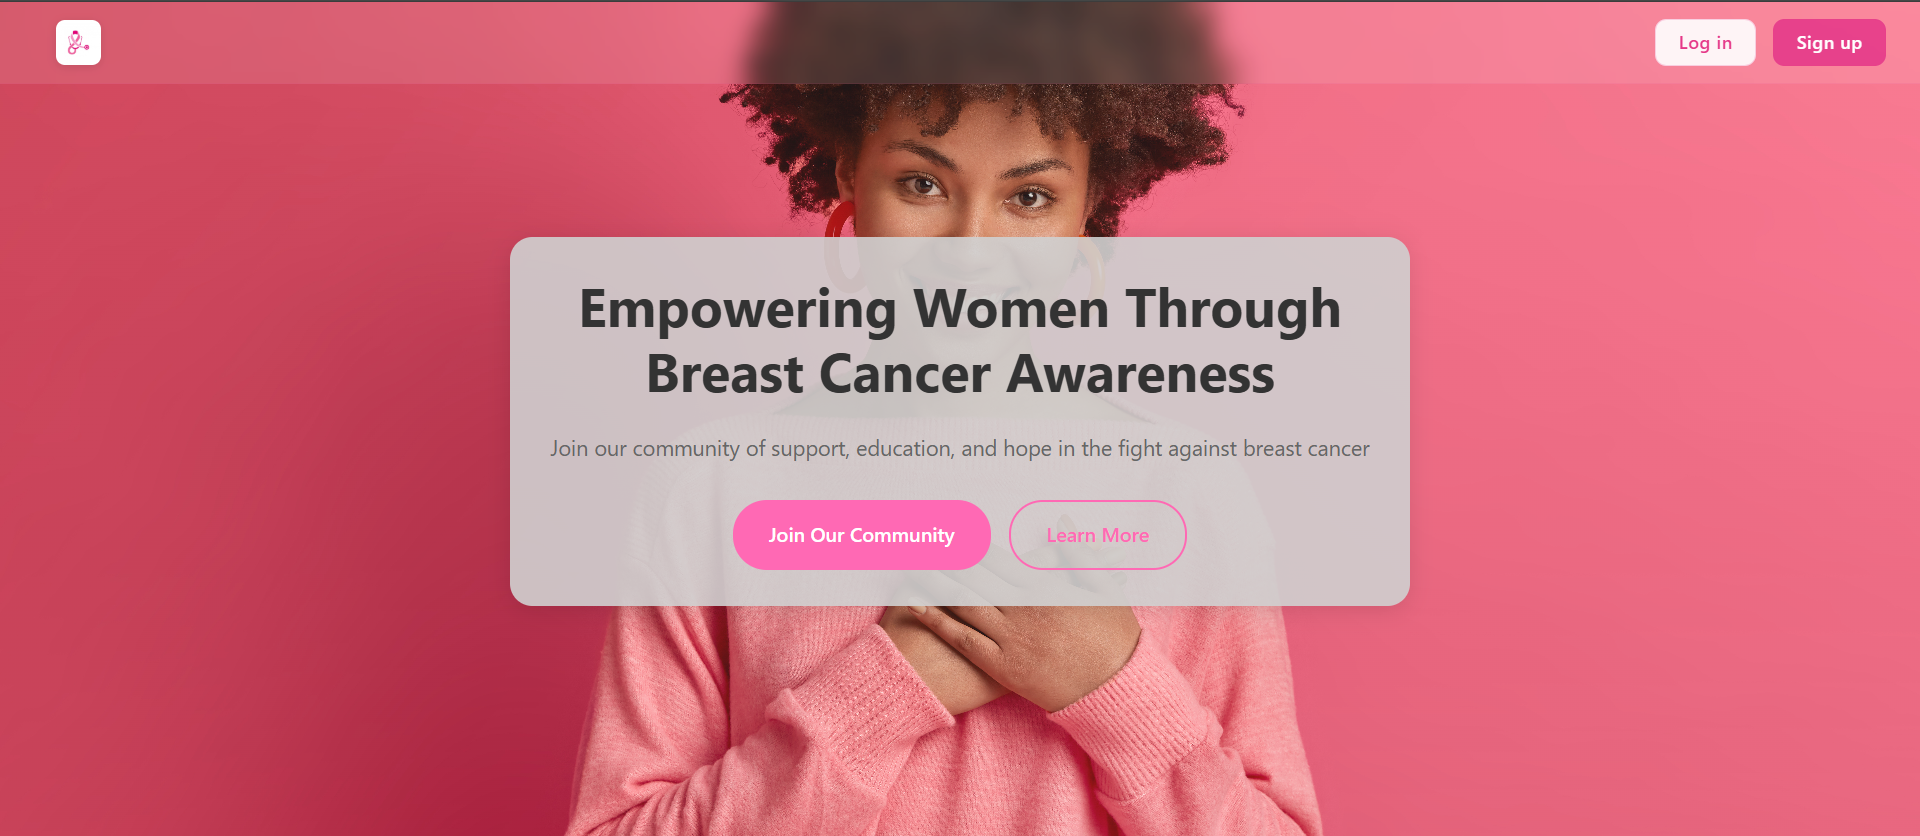 Log in
Sign up
Empowering Women Through
Breast Cancer Awareness
Join our community of support, education, and hope in the fight against breast cancer
Join Our Community
Learn More